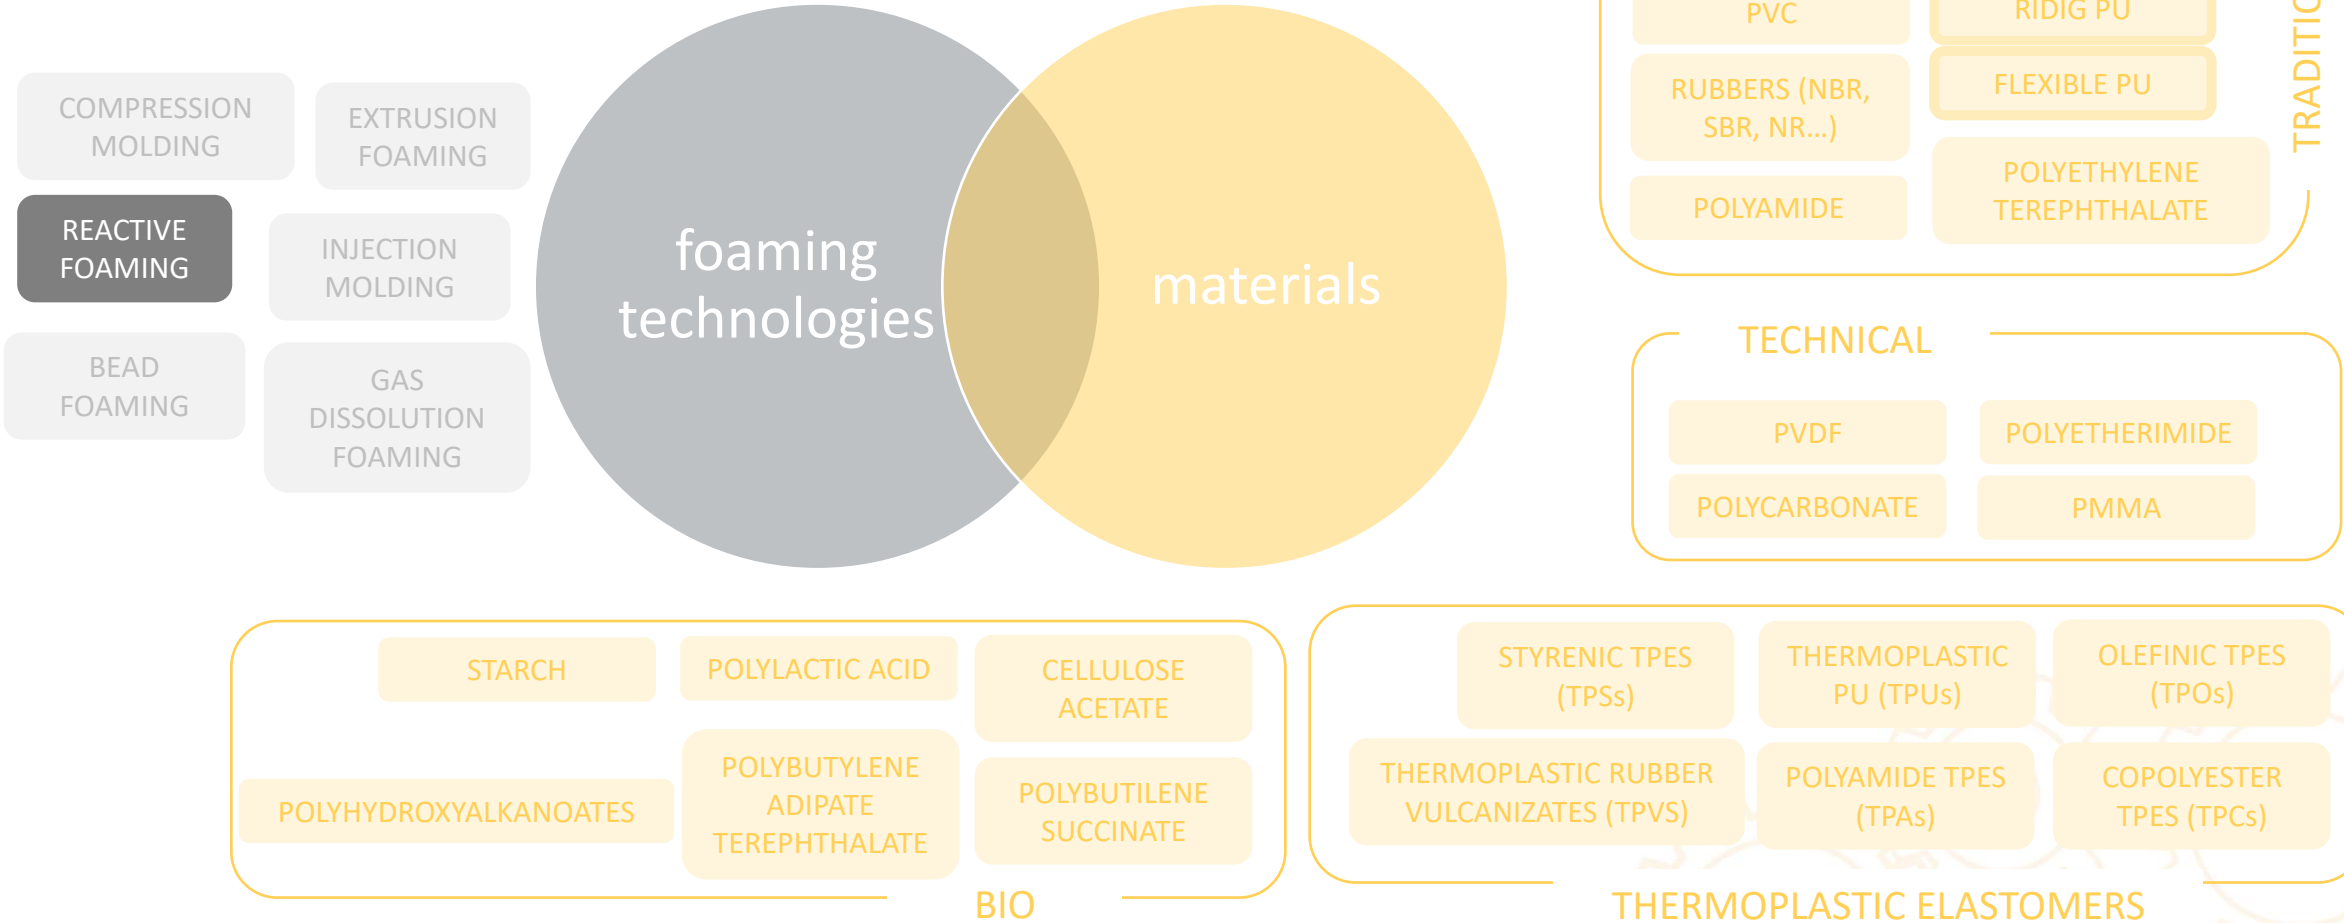 COMPRESSION
MOLDING
EXTRUSION
FOAMING
REACTIVE
FOAMING
INJECTION
MOLDING
BEAD
FOAMING
GAS
DISSOLUTION
FOAMING
foaming
technologies
materials
PVC
RIDIG PU
RUBBERS (NBR,
SBR, NR...)
FLEXIBLE PU
POLYAMIDE
POLYETHYLENE
TEREPHTHALATE
TRADITIO
TECHNICAL
PVDF
POLYETHERIMIDE
POLYCARBONATE
PMMA
STARCH
POLYLACTIC ACID
CELLULOSE
ACETATE
POLYHYDROXYALKANOATES
POLYBUTYLENE
ADIPATE
TEREPHTHALATE
POLYBUTILENE
SUCCINATE
BIO
STYRENIC TPES
(TPSs)
THERMOPLASTIC
PU (TPUs)
OLEFINIC TPES
(TPOs)
THERMOPLASTIC RUBBER
VULCANIZATES (TPVS)
POLYAMIDE TPES
(TPAs)
COPOLYESTER
TPES (TPCs)
THERMOPLASTIC ELASTOMERS